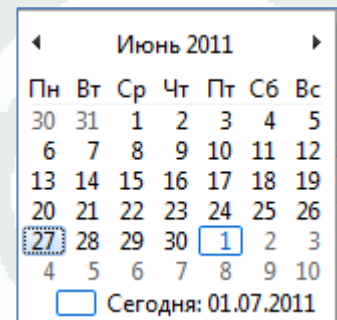 Июнь 2011
Пн Вт Ср Чт Пт Сб Вс
30 31 1 2 3 4 5
6 7 8 9 10 11 12
13 14 15 16 17 18 19
20 21 22 23 24 25 26
27 28 29 30 1 2 3
4 5 6 7 8 9 10
Сегодня: 01.07.2011